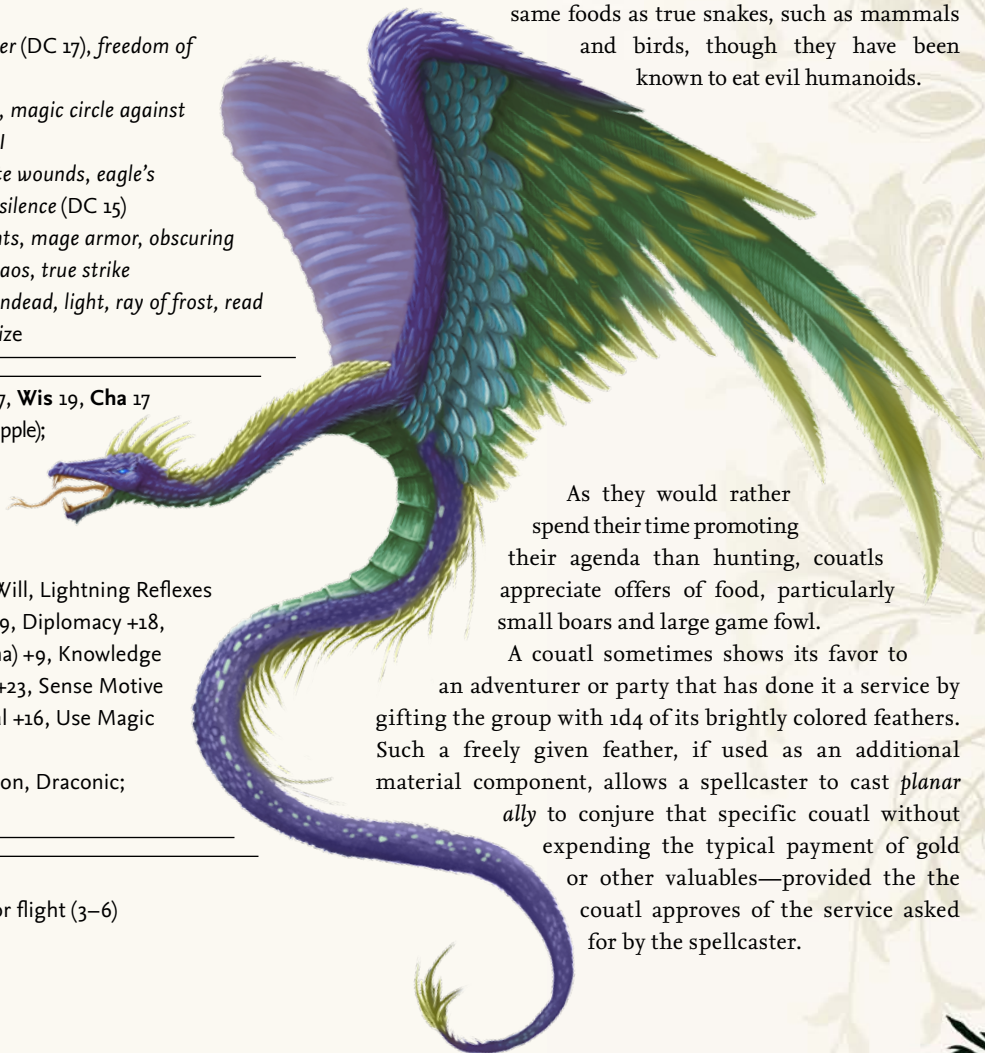 er (DC 17), freedom of
, magic circle against
wounds, eagle's
silence (DC 15)
mage armor, obscuring
true strike
light, ray of frost, read
Wis 19, Cha 17
Will, Lightning Reflexes
9, Diplomacy +18,
+9, Knowledge
+23, Sense Motive
+16, Use Magic
Draconic;
or flight (3–6)
same foods as true snakes, such as mammals
and birds, though they have been
known to eat evil humanoids.
As they would rather
spend their time promoting
their agenda than hunting, couatls
appreciate offers of food, particularly
small boars and large game fowl.
A couatl sometimes shows its favor to
an adventurer or party that has done it a service by
gifting the group with 1d4 of its brightly colored feathers.
Such a freely given feather, if used as an additional
material component, allows a spellcaster to cast planar
ally to conjure that specific couatl without
expending the typical payment of gold
or other valuables—provided the the
couatl approves of the service asked
for by the spellcaster.